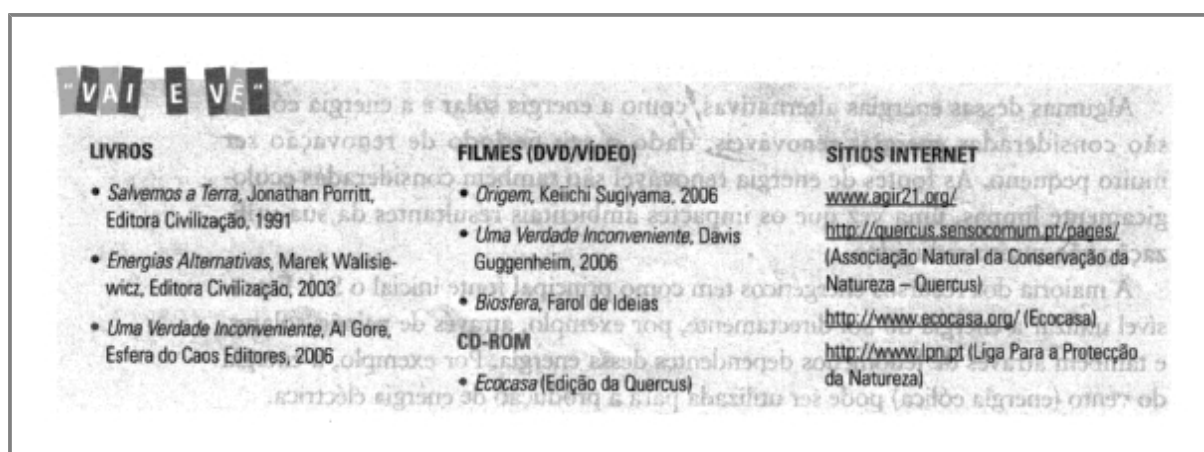 "VAI E VÊ"
LIVROS
• Salvemos a Terra, Jonathan Porritt,
Editora Civilização, 1991
• Energias Alternativas, Marek Walisie-
wicz, Editora Civilização, 2003
• Uma Verdade Inconveniente, Al Gore,
Esfera do Caos Editores, 2006
FILMES (DVD/VÍDEO)
• Origem, Keiichi Sugiyama, 2006
• Uma Verdade Inconveniente, Davis
Guggenheim, 2006
• Biosfera, Farol de Ideias
CD-ROM
• Ecocasa (Edição da Quercus)
SÍTIOS INTERNET
www.agir21.org/
http://quercus.sensocomum.pt/pages/
(Associação Natural da Conservação da
Natureza – Quercus)
http://www.ecocasa.org/ (Ecocasa)
http://www.lpn.pt (Liga Para a Protecção
da Natureza)